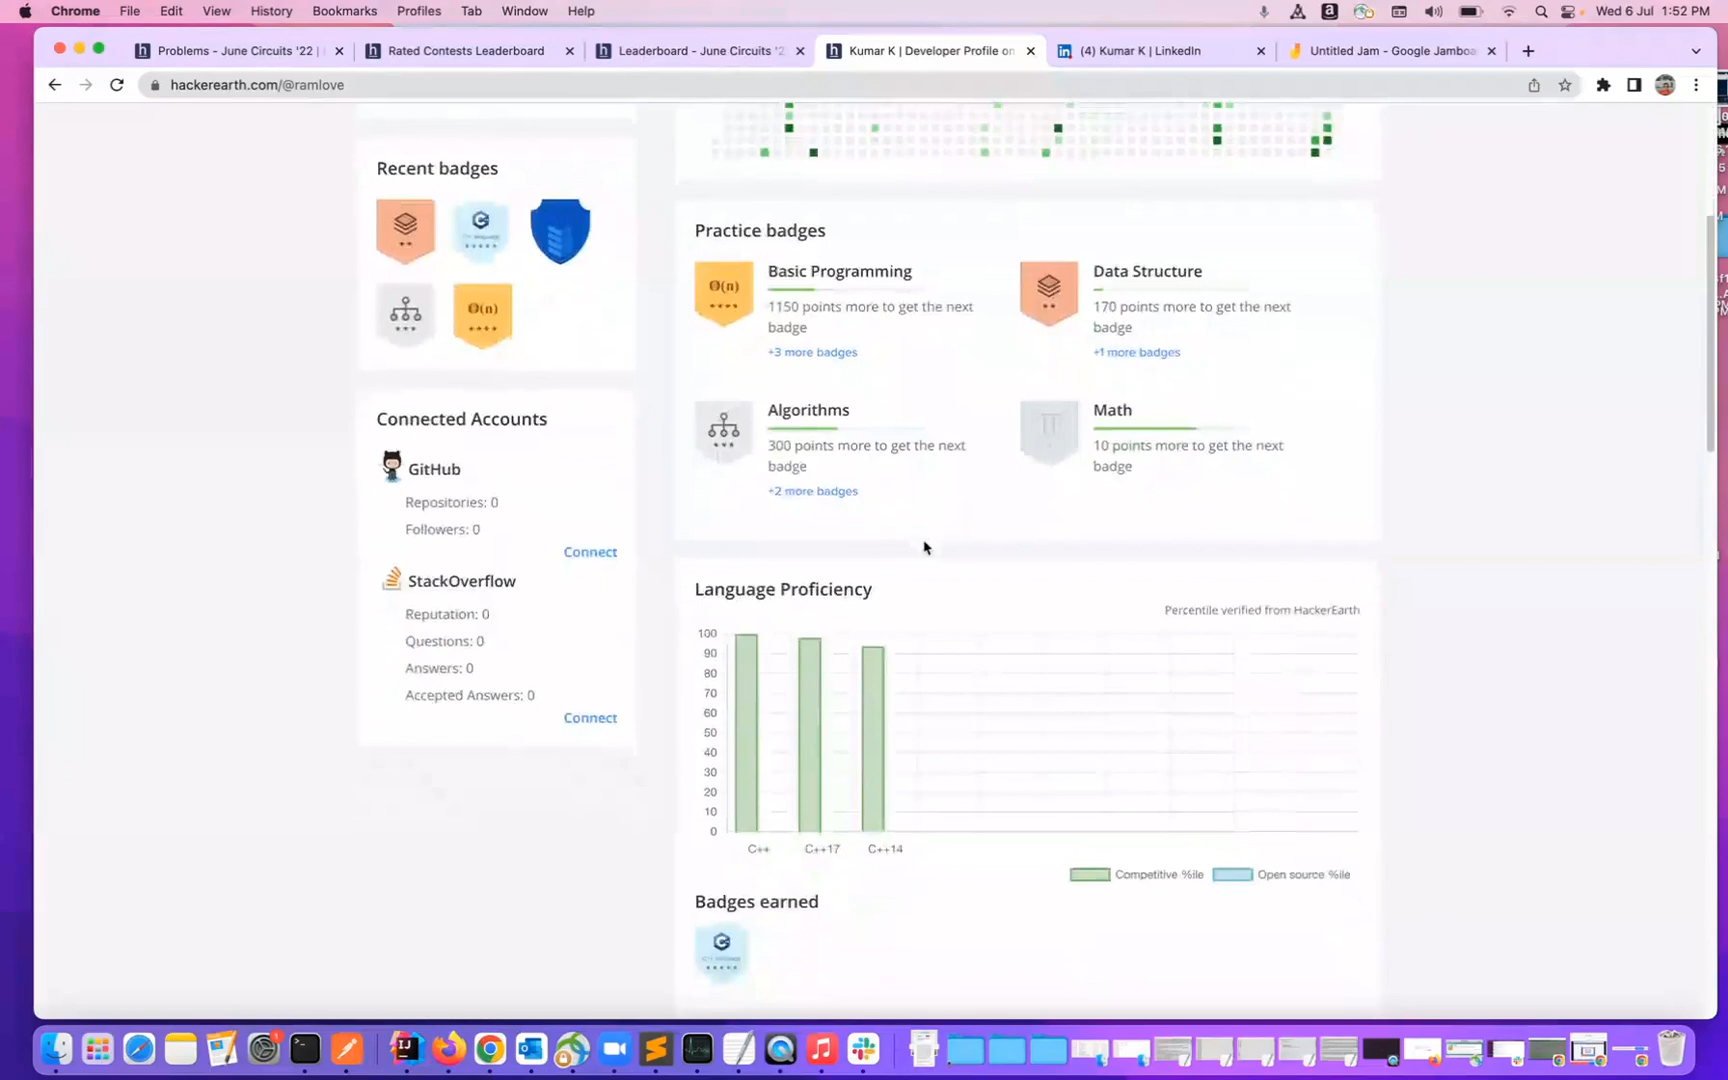 Chrome File Edit View History Bookmarks Profiles Tab Window Help Wed 6 Jul 1:52 PM
Problems - June Circuits '22 | Rated Contests Leaderboard Leaderboard - June Circuits '22 Kumar K | Developer Profile on (4) Kumar K | LinkedIn Untitled Jam - Google Jamboa
hackerearth.com/@ramlove
Recent badges
Practice badges
Basic Programming
1150 points more to get the next
badge
+3 more badges
Data Structure
170 points more to get the next
badge
+1 more badges
Algorithms
300 points more to get the next
badge
+2 more badges
Math
10 points more to get the next
badge
Connected Accounts
GitHub
Repositories: 0
Followers: 0
Connect
StackOverflow
Reputation: 0
Questions: 0
Answers: 0
Accepted Answers: 0
Connect
Language Proficiency
Percentile verified from HackerEarth
100
90
80
70
60
50
40
30
20
10
0
C++ C++17 C++14
Competitive %ile Open source %ile
Badges earned